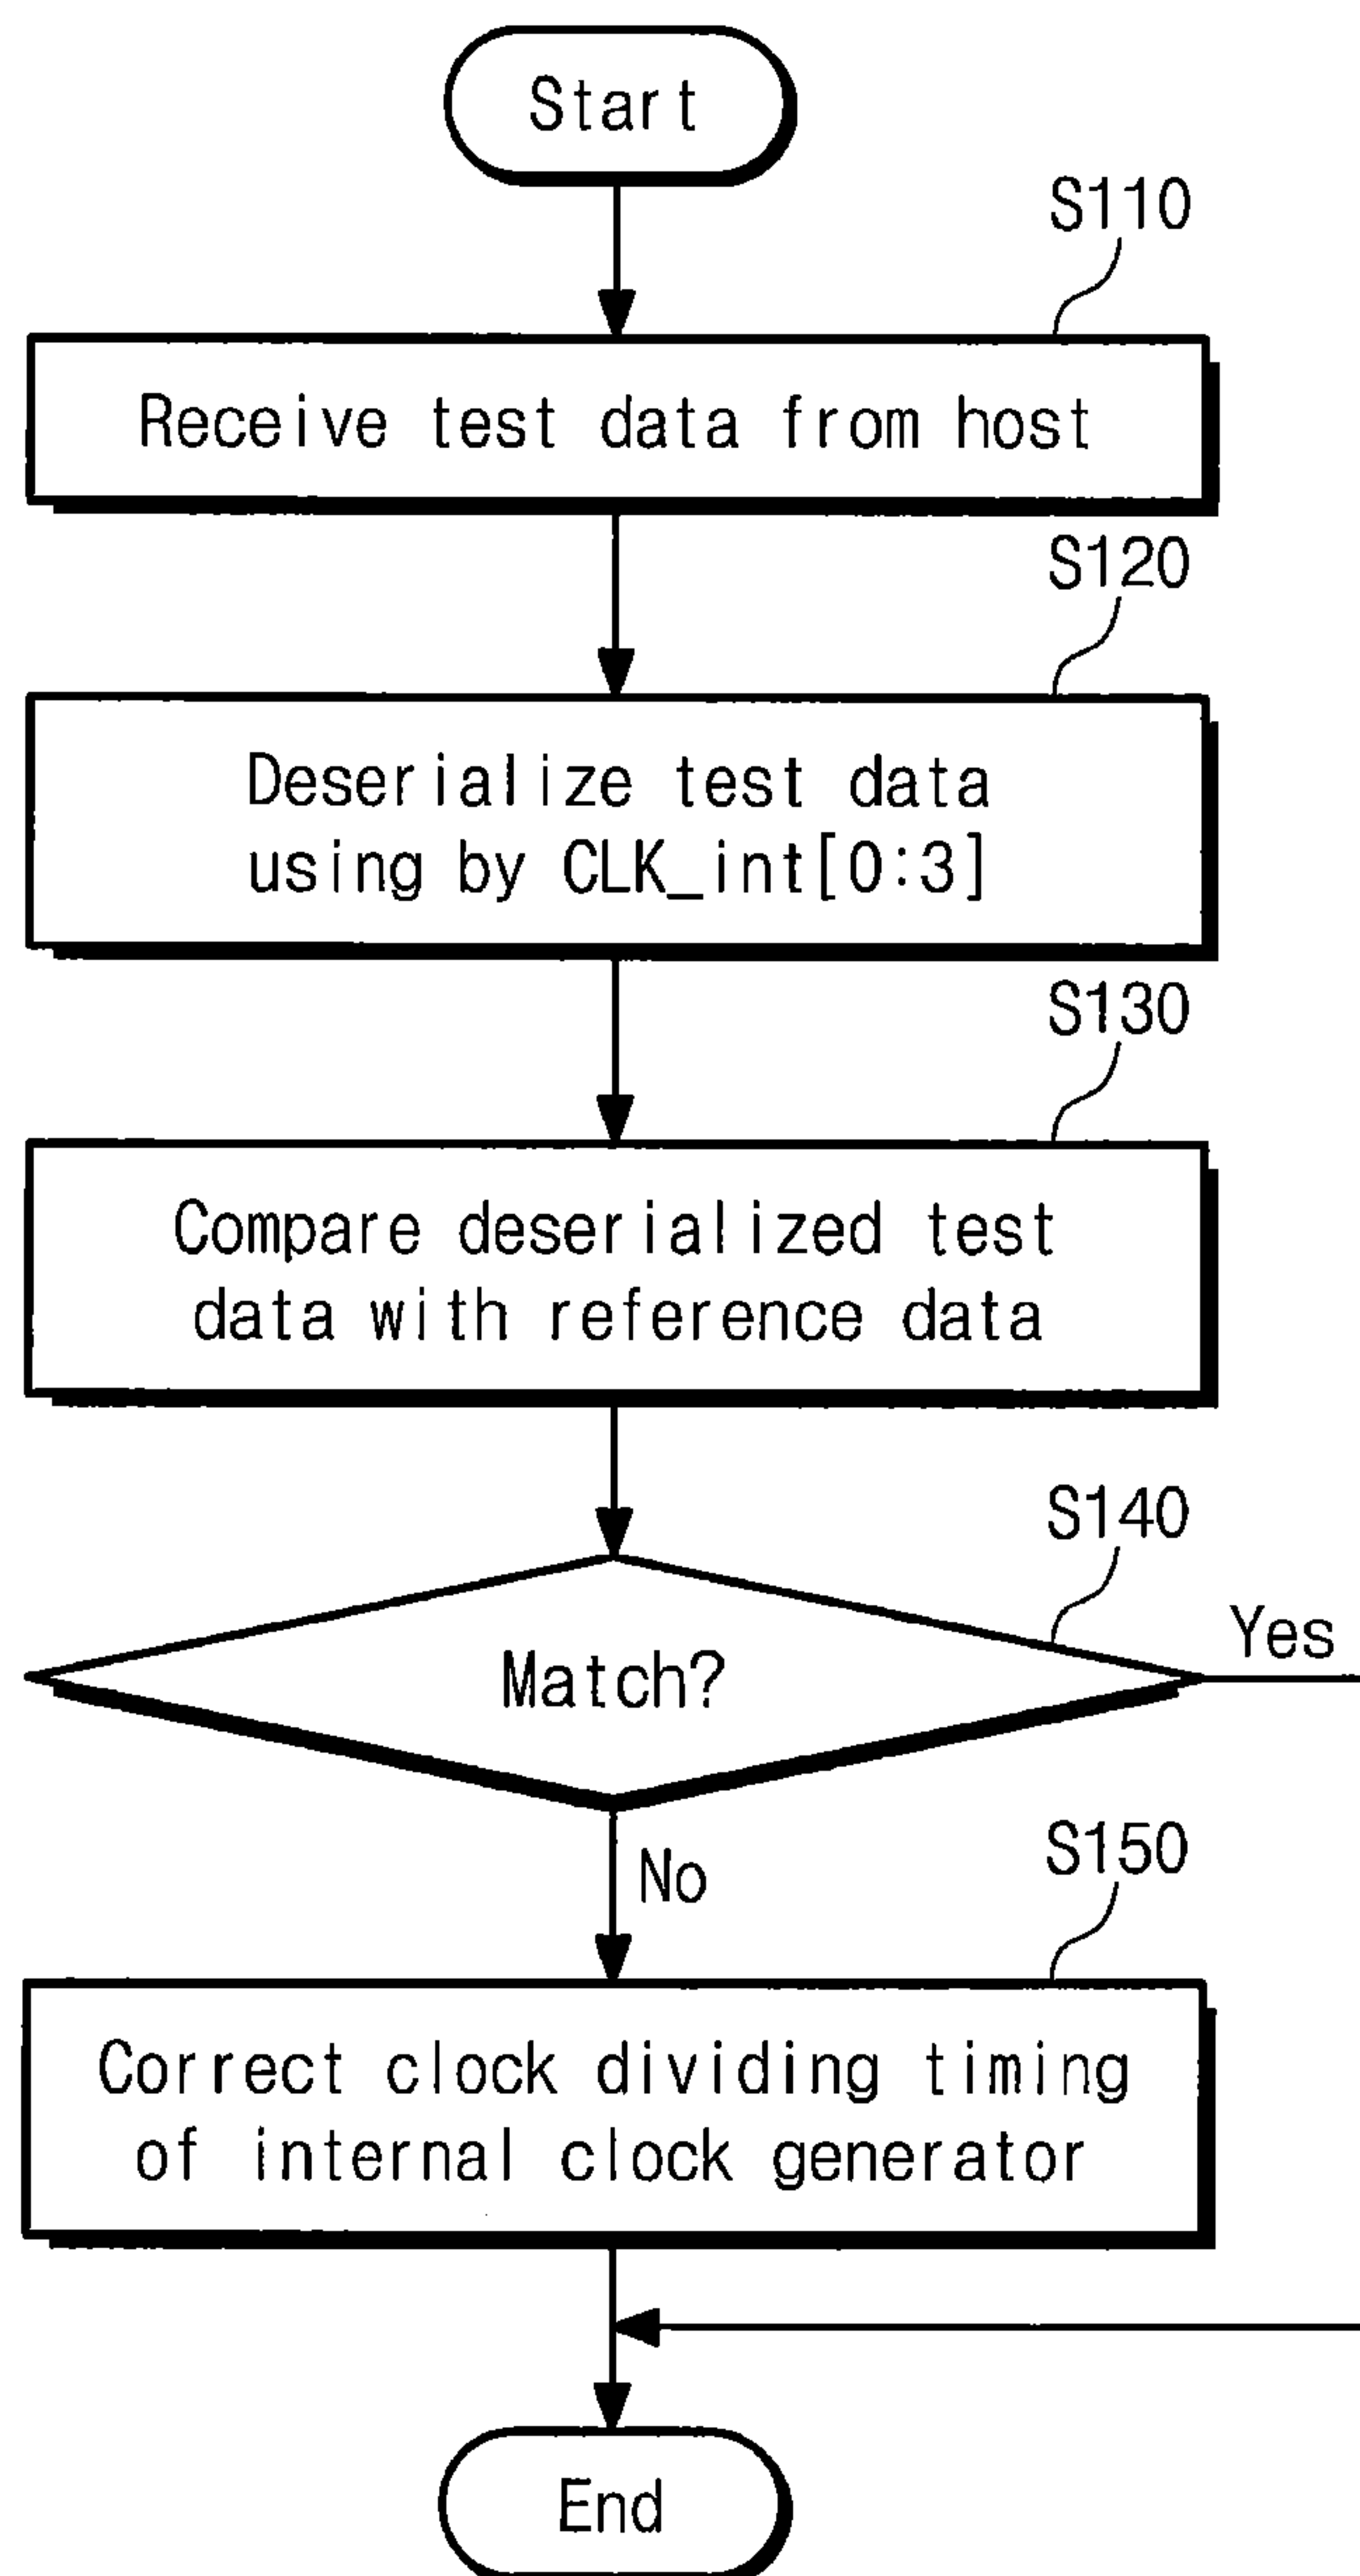 Start
S110
Receive test data from host
S120
Deserialize test data
using by CLK_int[0:3]
S130
Compare deserialized test
data with reference data
S140
Match?
Yes
No
S150
Correct clock dividing timing
of internal clock generator
End